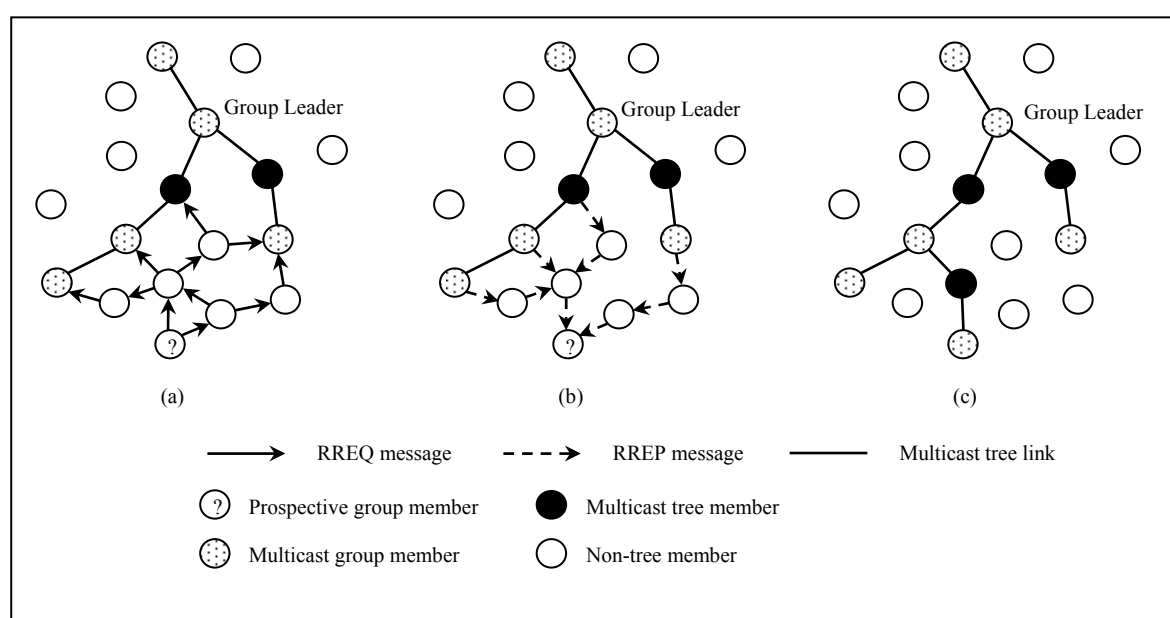 Group Leader
Group Leader
Group Leader
?
?
(a)
(b)
(c)
RREQ message
RREP message
Multicast tree link
? Prospective group member
Multicast tree member
Multicast group member
Non-tree member